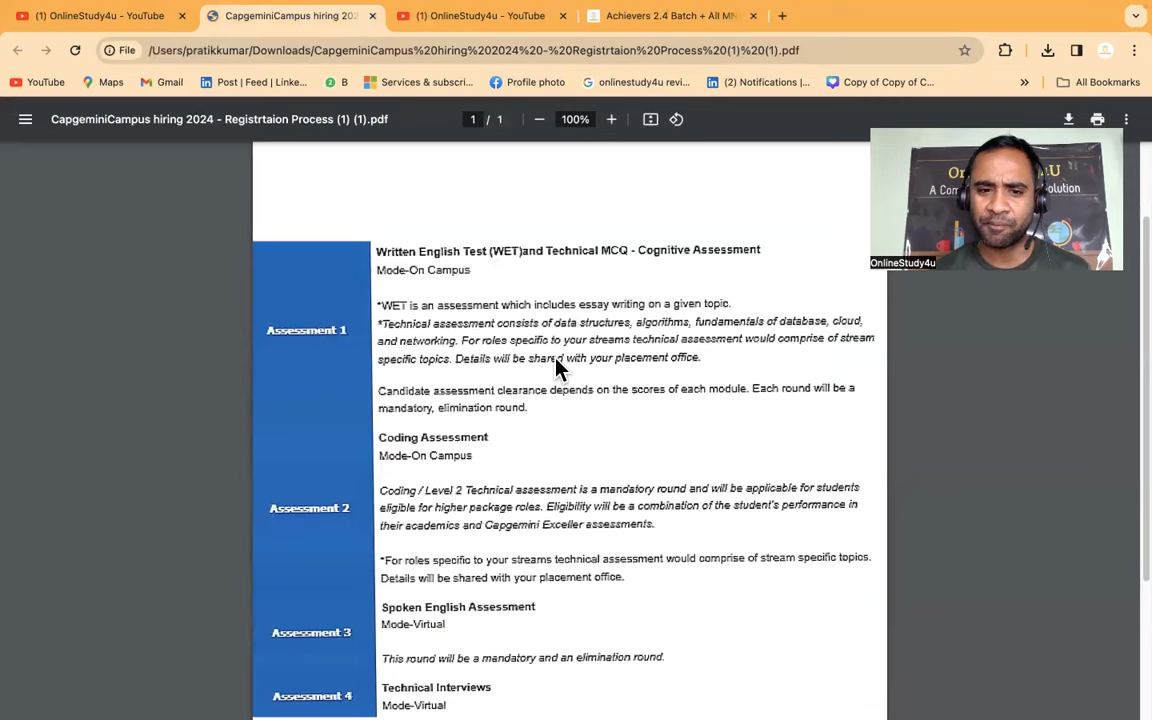 (1) OnlineStudy4u - YouTube
CapgeminiCampus hiring 202
(1) OnlineStudy4u - YouTube
Achievers 2.4 Batch + All MN
File
/Users/pratikkumar/Downloads/CapgeminiCampus%20hiring%202024%20-%20Registrtaion%20Process%20(1)%20(1).pdf
YouTube
Maps
Gmail
Post | Feed | Linke...
B
Services & subscri...
Profile photo
onlinestudy4u revi...
(2) Notifications |...
Copy of Copy of C...
All Bookmarks
CapgeminiCampus hiring 2024 - Registrtaion Process (1) (1).pdf
1 / 1
100%
OnlineStudy4u
Written English Test (WET)and Technical MCQ - Cognitive Assessment
Mode-On Campus
*WET is an assessment which includes essay writing on a given topic.
*Technical assessment consists of data structures, algorithms, fundamentals of database, cloud,
Assessment 1
and networking. For roles specific to your streams technical assessment would comprise of stream
specific topics. Details will be shared with your placement office.
Candidate assessment clearance depends on the scores of each module. Each round will be a
mandatory, elimination round.
Coding Assessment
Mode-On Campus
Coding / Level 2 Technical assessment is a mandatory round and will be applicable for students
Assessment 2
eligible for higher package roles. Eligibility will be a combination of the student's performance in
their academics and Capgemini Exceller assessments.
*For roles specific to your streams technical assessment would comprise of stream specific topics.
Details will be shared with your placement office.
Spoken English Assessment
Mode-Virtual
Assessment 3
This round will be a mandatory and an elimination round.
Assessment 4
Technical Interviews
Mode-Virtual